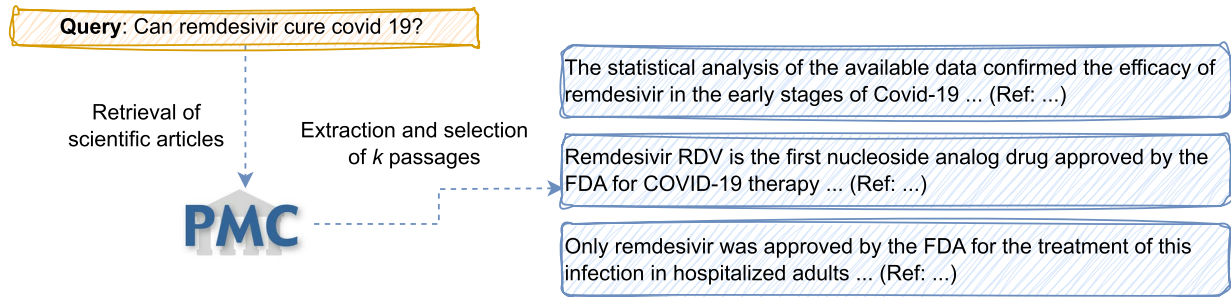 Query: Can remdesivir cure covid 19?
Retrieval of
scientific articles
PMC
Extraction and selection
of k passages
The statistical analysis of the available data confirmed the efficacy of
remdesivir in the early stages of Covid-19 ... (Ref: ...)
Remdesivir RDV is the first nucleoside analog drug approved by the
FDA for COVID-19 therapy ... (Ref: ...)
Only remdesivir was approved by the FDA for the treatment of this
infection in hospitalized adults ... (Ref: ...)